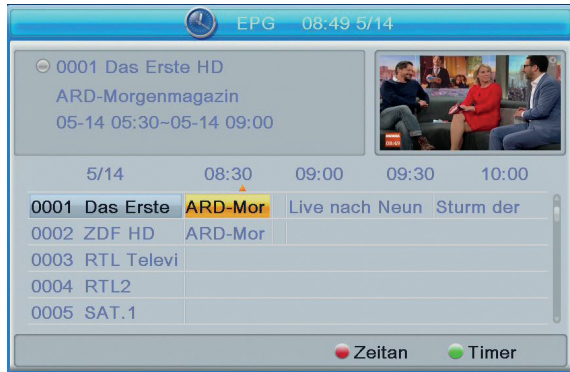 EPG 08:49 5/14
0001 Das Erste HD
ARD-Morgenmagazin
05-14 05:30~05-14 09:00
08:49
5/14 08:30 09:00 09:30 10:00
0001 Das Erste ARD-Mor Live nach Neun Sturm der
0002 ZDF HD ARD-Mor
0003 RTL Televi
0004 RTL2
0005 SAT.1
Zeitan Timer